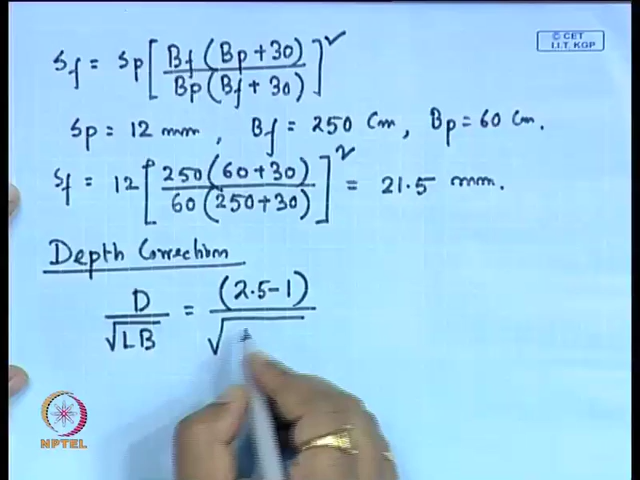 © CET
I.I.T. KGP
Sf = Sp [ Bf (Bp + 30) / Bp (Bf + 30) ]²
Sp = 12 mm, Bf = 250 Cm, Bp = 60 Cm.
Sf = 12 [ 250 (60 + 30) / 60 (250 + 30) ]² = 21.5 mm.
Depth Correction
D / √LB = (2.5 - 1) / √
NPTEL